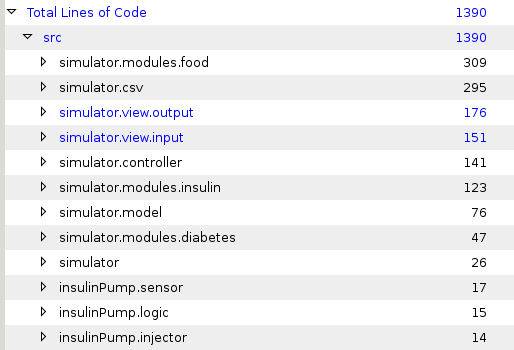 Total Lines of Code 1390
src 1390
simulator.modules.food 309
simulator.csv 295
simulator.view.output 176
simulator.view.input 151
simulator.controller 141
simulator.modules.insulin 123
simulator.model 76
simulator.modules.diabetes 47
simulator 26
insulinPump.sensor 17
insulinPump.logic 15
insulinPump.injector 14